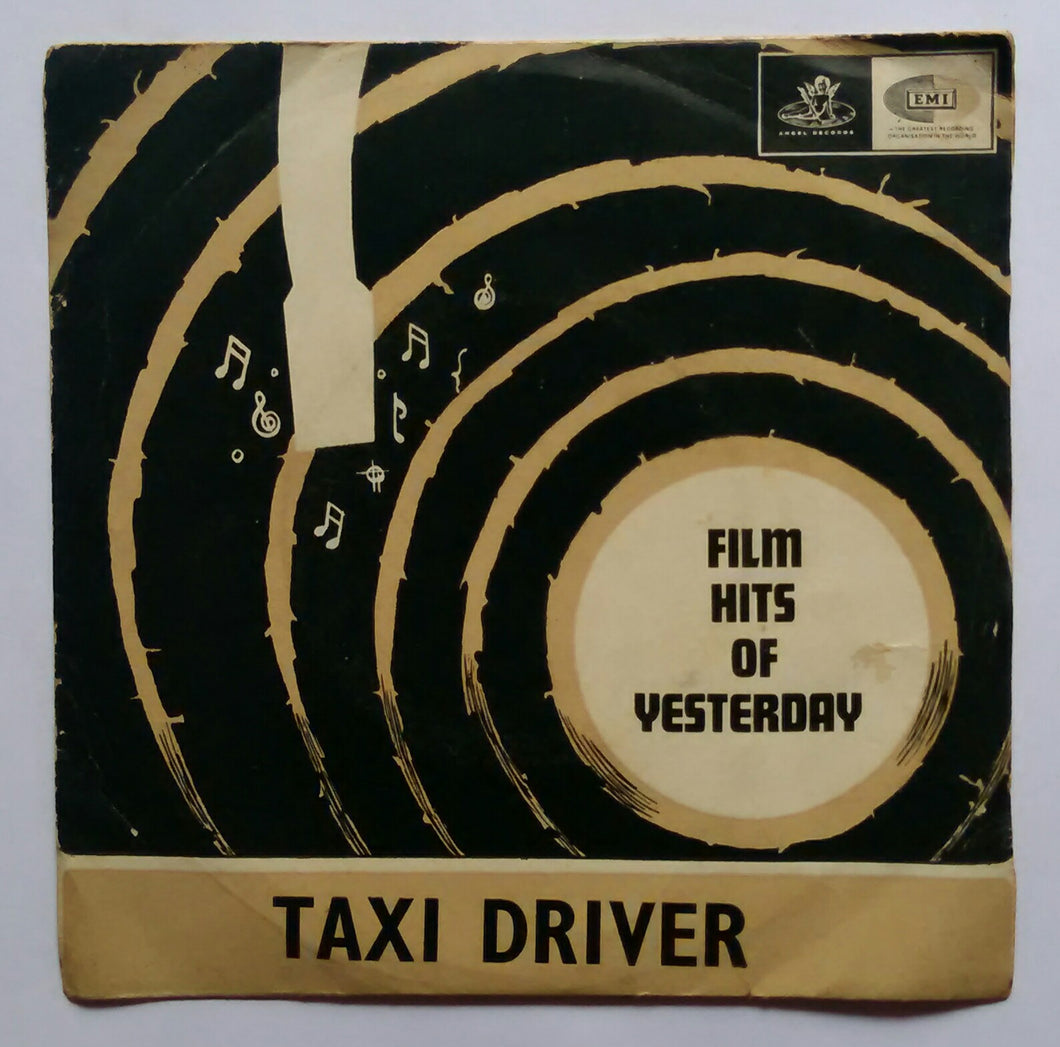 ANGEL RECORDS
EMI
—THE GREATEST RECORDING
ORGANISATION IN THE WORLD
FILM
HITS
OF
YESTERDAY
TAXI DRIVER